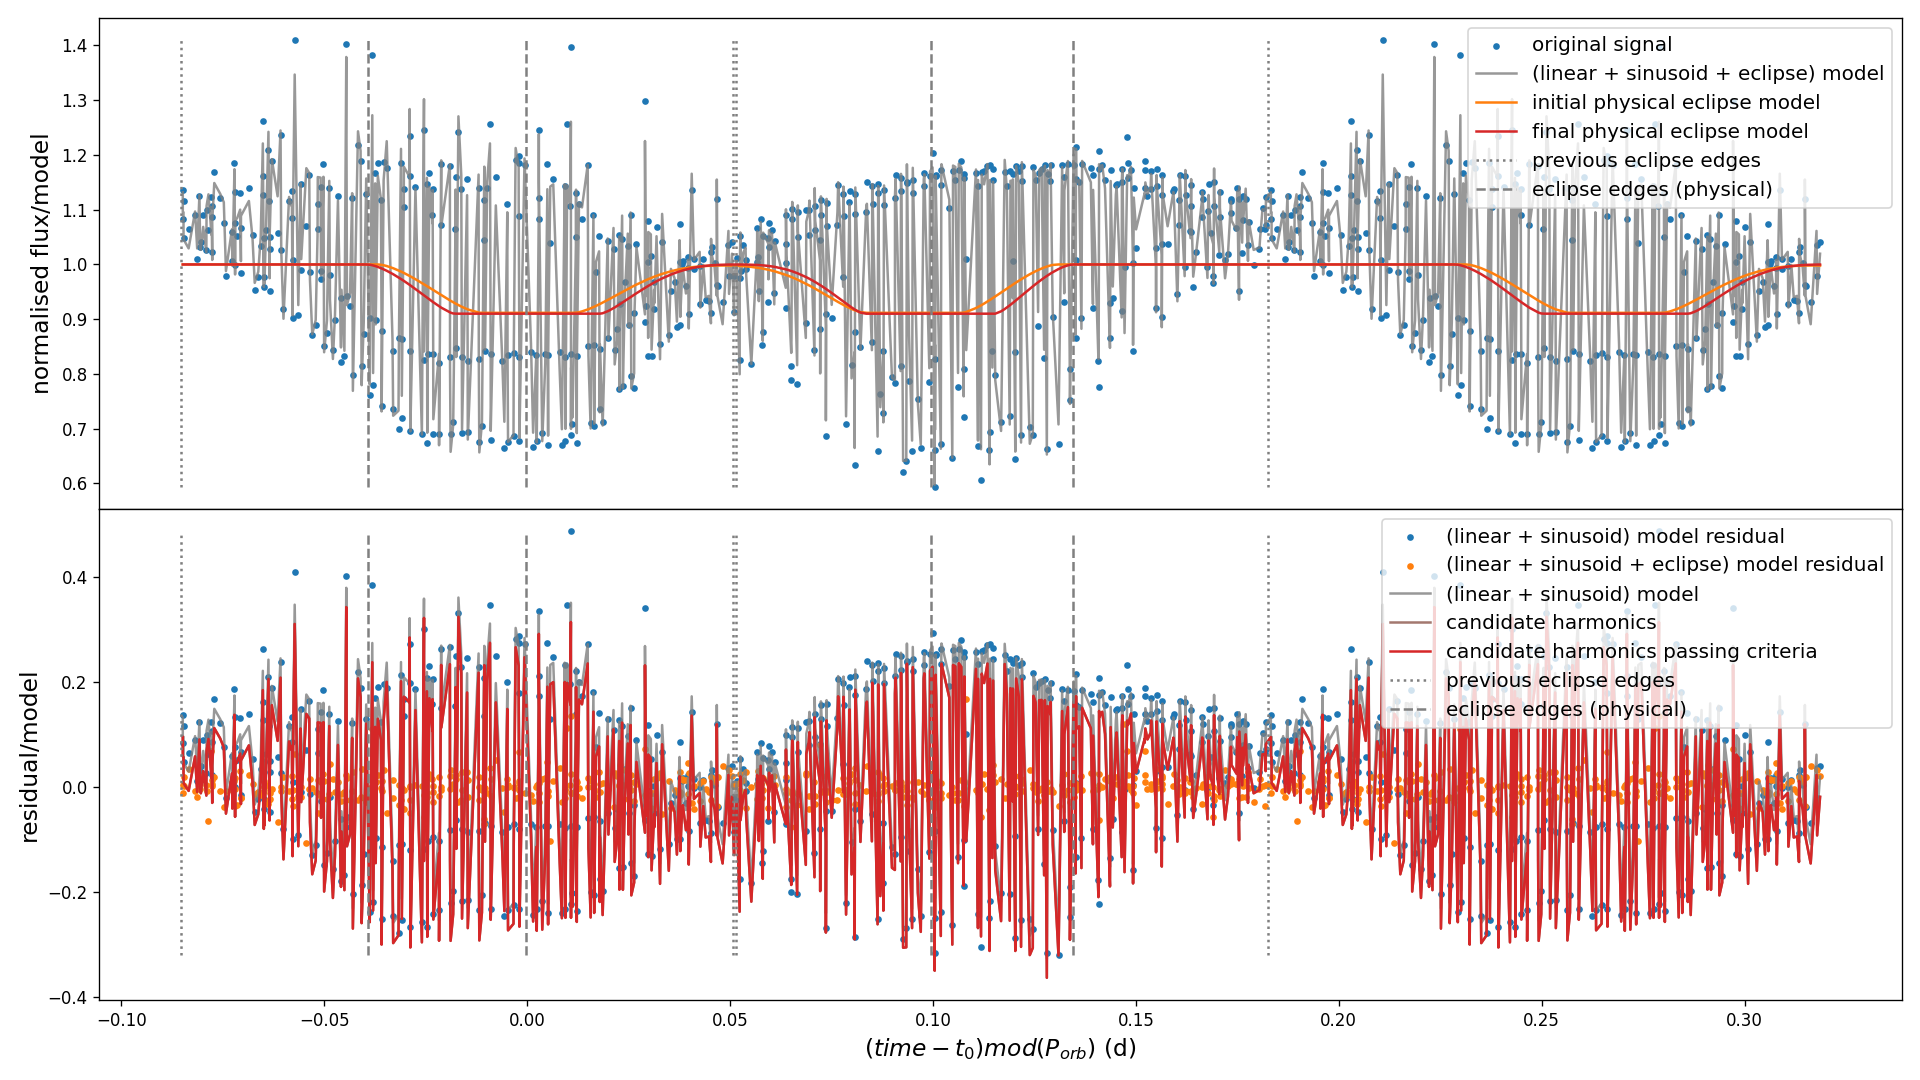 normalised flux/model
1.4
1.3
1.2
1.1
1.0
0.9
0.8
0.7
0.6
original signal
(linear + sinusoid + eclipse) model
initial physical eclipse model
final physical eclipse model
previous eclipse edges
eclipse edges (physical)
residual/model
0.4
0.2
0.0
−0.2
−0.4
(linear + sinusoid) model residual
(linear + sinusoid + eclipse) model residual
(linear + sinusoid) model
candidate harmonics
candidate harmonics passing criteria
previous eclipse edges
eclipse edges (physical)
−0.10 −0.05 0.00 0.05 0.10 0.15 0.20 0.25 0.30
(time − t₀)mod(P_orb) (d)